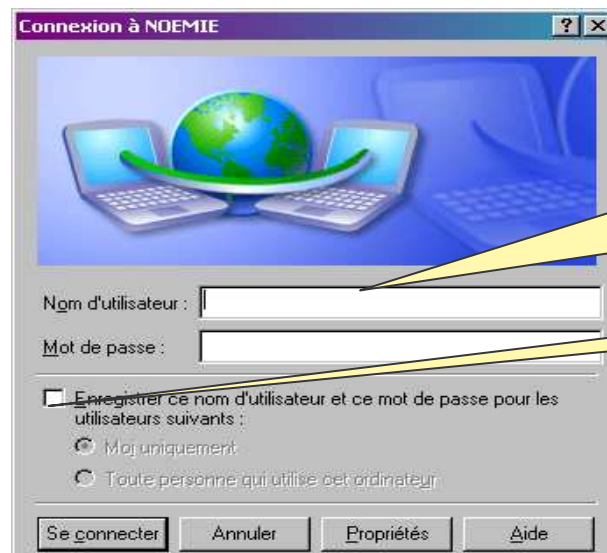 Connexion à NOEMIE
Nom d'utilisateur :
Mot de passe :
Enregistrer ce nom d'utilisateur et ce mot de passe pour les
utilisateurs suivants :
Moi uniquement
Toute personne qui utilise cet ordinateur
Se connecter Annuler Propriétés Aide